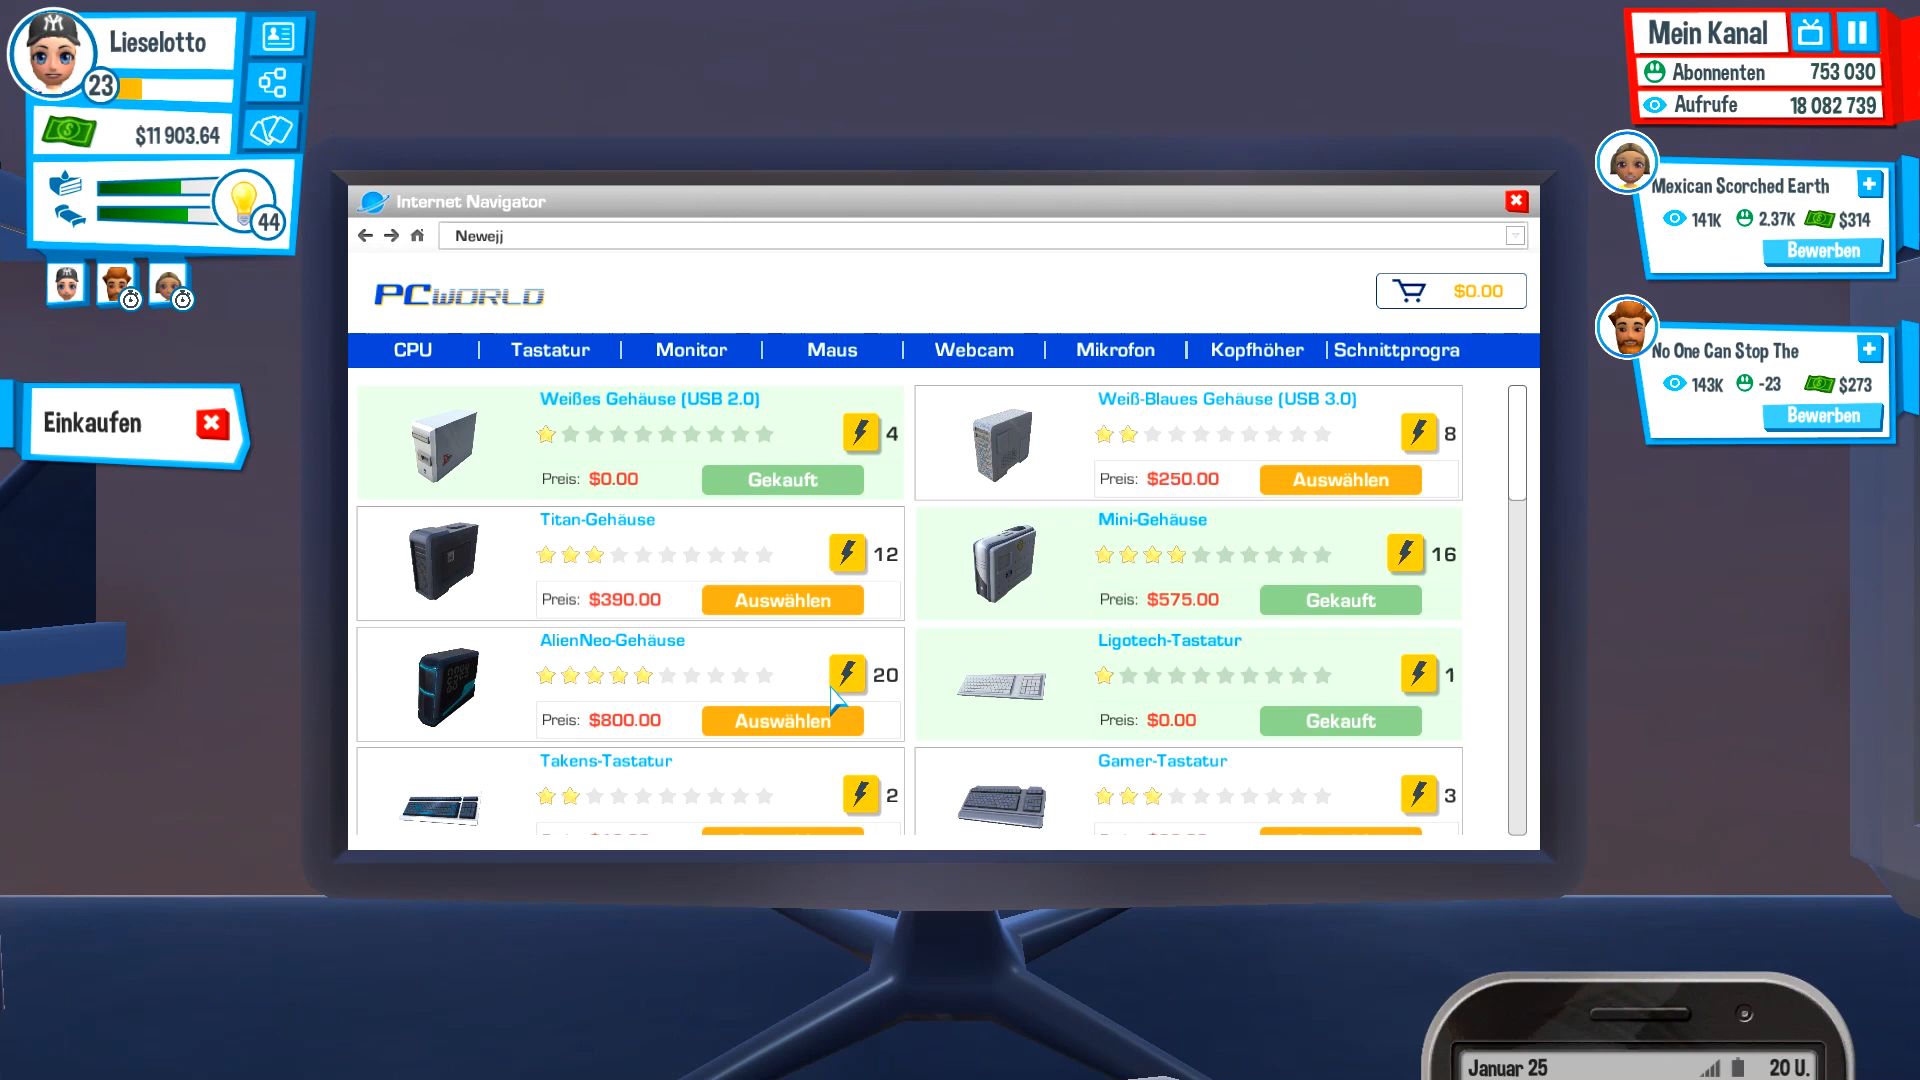 Lieselotto
23
$11 903.64
44
Einkaufen
Internet Navigator
Newejj
PCWORLD
$0.00
CPU
Tastatur
Monitor
Maus
Webcam
Mikrofon
Kopfhöher
Schnittprogra
Weißes Gehäuse (USB 2.0)
4
Preis: $0.00
Gekauft
Weiß-Blaues Gehäuse (USB 3.0)
8
Preis: $250.00
Auswählen
Titan-Gehäuse
12
Preis: $390.00
Auswählen
Mini-Gehäuse
16
Preis: $575.00
Gekauft
AlienNeo-Gehäuse
20
Preis: $800.00
Auswählen
Ligotech-Tastatur
1
Preis: $0.00
Gekauft
Takens-Tastatur
2
Gamer-Tastatur
3
Mein Kanal
Abonnenten 753 030
Aufrufe 18 082 739
Mexican Scorched Earth
141K 2.37K $314
Bewerben
No One Can Stop The
143K -23 $273
Bewerben
Januar 25
20 U.